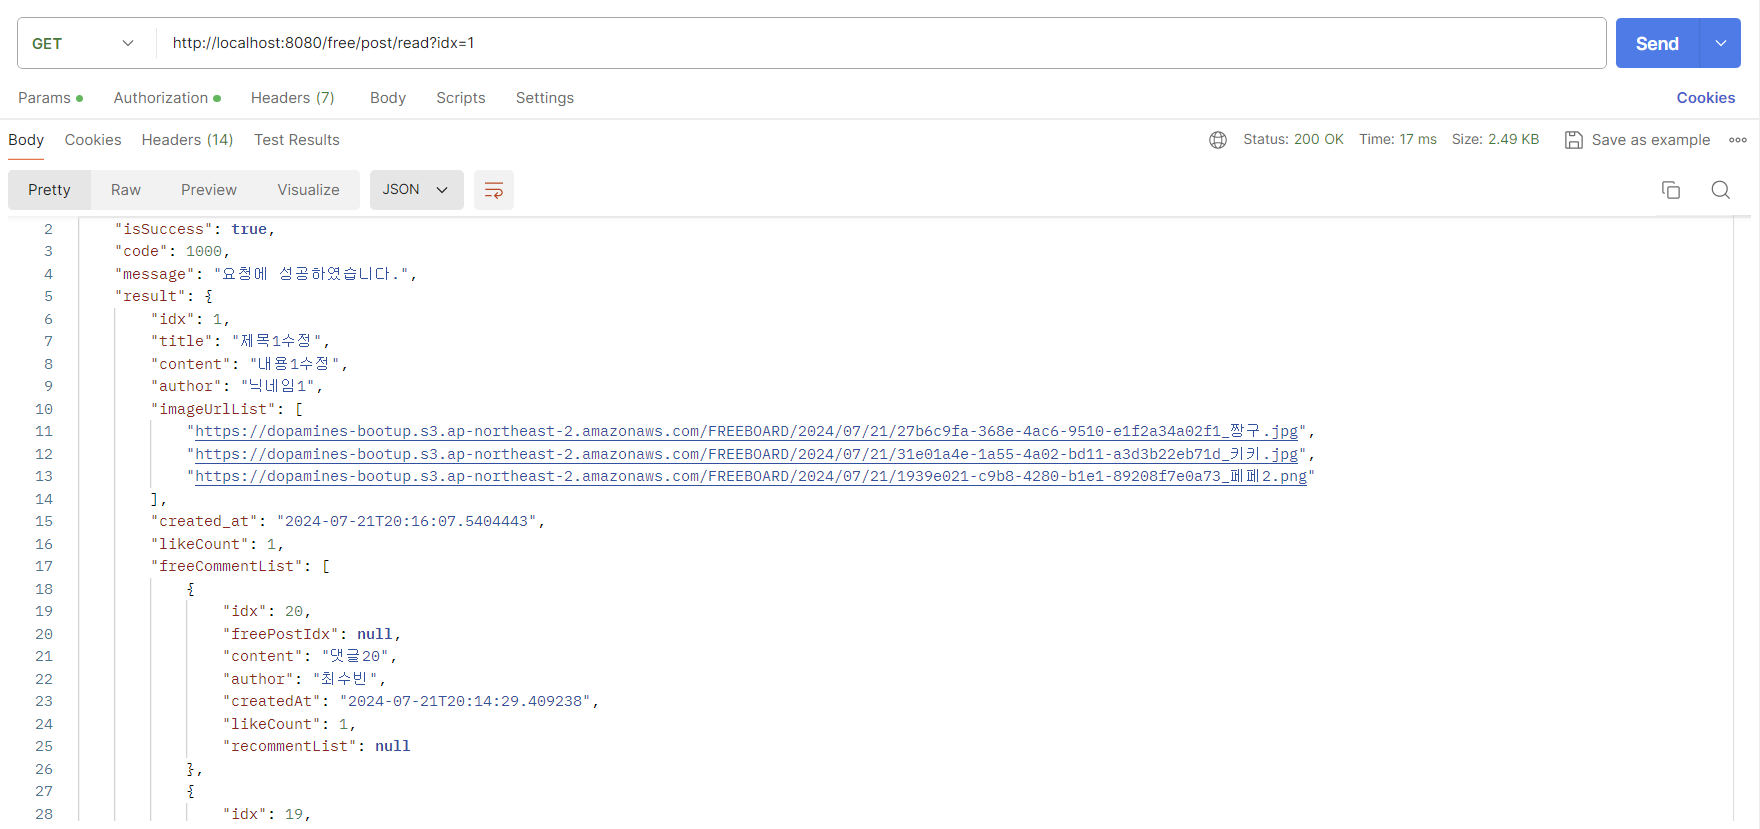 GET http://localhost:8080/free/post/read?idx=1 Send
Params Authorization Headers (7) Body Scripts Settings Cookies
Body Cookies Headers (14) Test Results Status: 200 OK Time: 17 ms Size: 2.49 KB Save as example
Pretty Raw Preview Visualize JSON
2 "isSuccess": true,
3 "code": 1000,
4 "message": "요청에 성공하였습니다.",
5 "result": {
6 "idx": 1,
7 "title": "제목1수정",
8 "content": "내용1수정",
9 "author": "닉네임1",
10 "imageUrlList": [
11 "https://dopamines-bootup.s3.ap-northeast-2.amazonaws.com/FREEBOARD/2024/07/21/27b6c9fa-368e-4ac6-9510-e1f2a34a02f1_짱구.jpg",
12 "https://dopamines-bootup.s3.ap-northeast-2.amazonaws.com/FREEBOARD/2024/07/21/31e01a4e-1a55-4a02-bd11-a3d3b22eb71d_키키.jpg",
13 "https://dopamines-bootup.s3.ap-northeast-2.amazonaws.com/FREEBOARD/2024/07/21/1939e021-c9b8-4280-b1e1-89208f7e0a73_페페2.png"
14 ],
15 "created_at": "2024-07-21T20:16:07.5404443",
16 "likeCount": 1,
17 "freeCommentList": [
18 {
19 "idx": 20,
20 "freePostIdx": null,
21 "content": "댓글20",
22 "author": "최수빈",
23 "createdAt": "2024-07-21T20:14:29.409238",
24 "likeCount": 1,
25 "recommentList": null
26 },
27 {
28 "idx": 19,